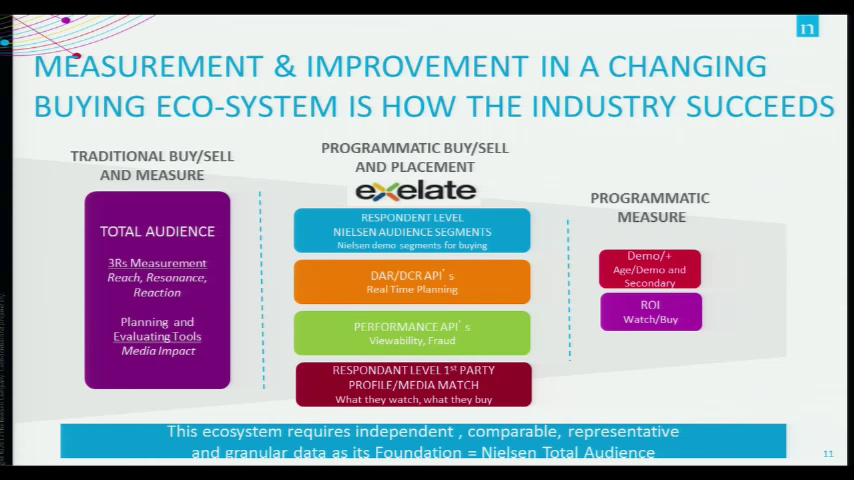 n
MEASUREMENT & IMPROVEMENT IN A CHANGING
BUYING ECO-SYSTEM IS HOW THE INDUSTRY SUCCEEDS
TRADITIONAL BUY/SELL
AND MEASURE
TOTAL AUDIENCE
3Rs Measurement
Reach, Resonance,
Reaction
Planning and
Evaluating Tools
Media Impact
PROGRAMMATIC BUY/SELL
AND PLACEMENT
exelate
RESPONDENT LEVEL
NIELSEN AUDIENCE SEGMENTS
Nielsen demo segments for buying
DAR/DCR API's
Real Time Planning
PERFORMANCE API's
Viewability, Fraud
RESPONDANT LEVEL 1st PARTY
PROFILE/MEDIA MATCH
What they watch, what they buy
PROGRAMMATIC
MEASURE
Demo/+
Age/Demo and
Secondary
ROI
Watch/Buy
This ecosystem requires independent , comparable, representative
and granular data as its Foundation = Nielsen Total Audience
11